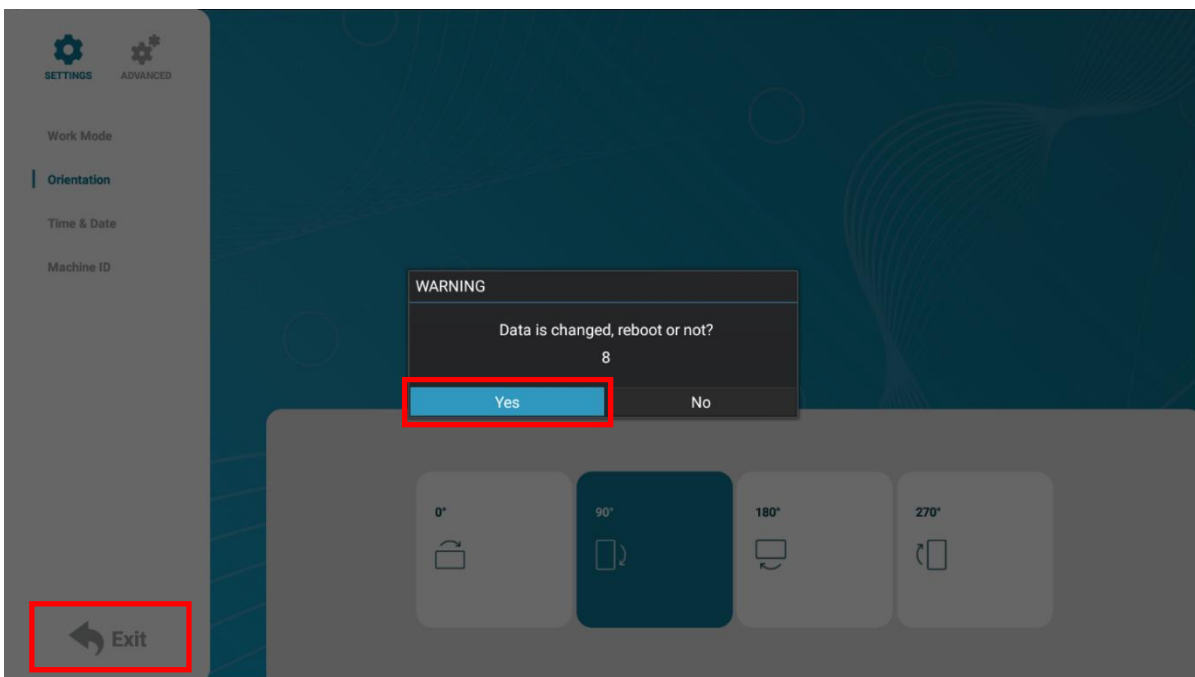 SETTINGS ADVANCED
Work Mode
Orientation
Time & Date
Machine ID
WARNING
Data is changed, reboot or not?
8
Yes No
0° 90° 180° 270°
Exit